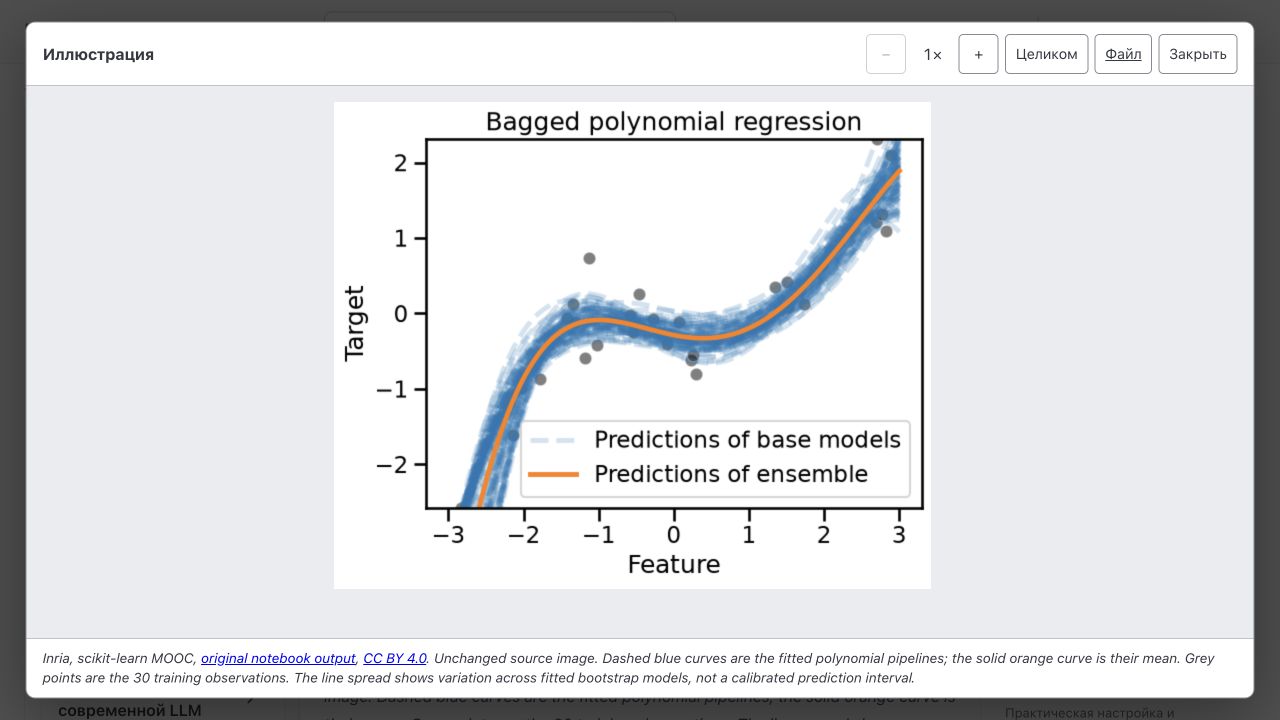 Иллюстрация
−
1×
+
Целиком
Файл
Закрыть
Bagged polynomial regression
2
1
0
−1
−2
Target
Predictions of base models
Predictions of ensemble
−3
−2
−1
0
1
2
3
Feature
Inria, scikit-learn MOOC, original notebook output, CC BY 4.0. Unchanged source image. Dashed blue curves are the fitted polynomial pipelines; the solid orange curve is their mean. Grey
points are the 30 training observations. The line spread shows variation across fitted bootstrap models, not a calibrated prediction interval.
современной LLM
Практическая настройка и